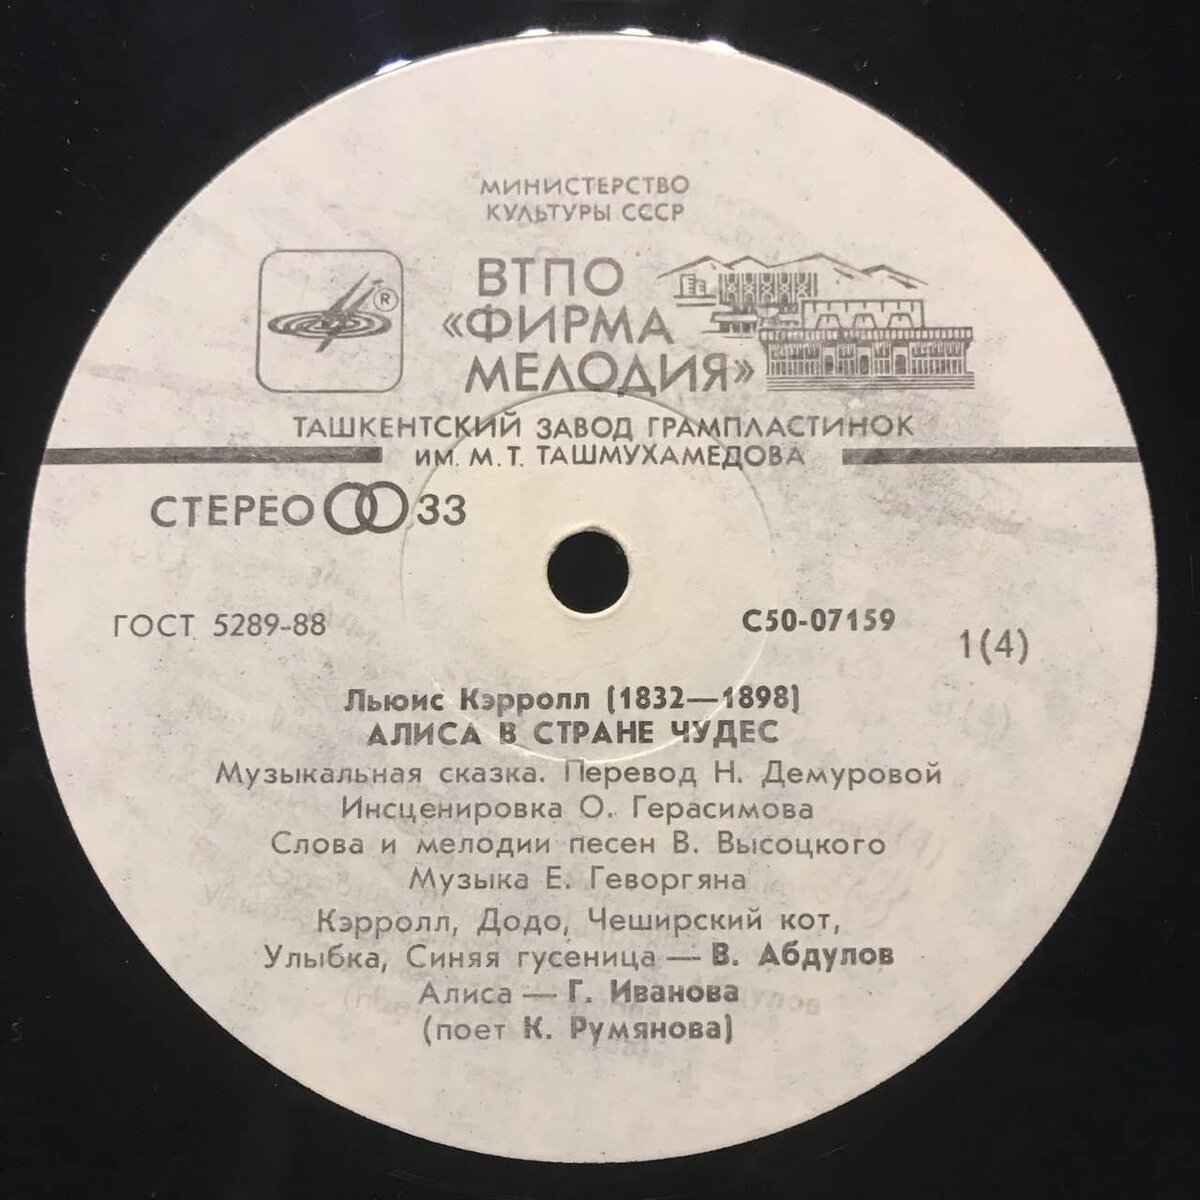 МИНИСТЕРСТВО
КУЛЬТУРЫ СССР
ВТПО
«ФИРМА
МЕЛОДИЯ»
®
ТАШКЕНТСКИЙ ЗАВОД ГРАМПЛАСТИНОК
ИМ. М. Т. ТАШМУХАМЕДОВА
СТЕРЕО 33
ГОСТ 5289-88
С50-07159
1(4)
Льюис Кэрролл (1832—1898)
АЛИСА В СТРАНЕ ЧУДЕС
Музыкальная сказка. Перевод Н. Демуровой
Инсценировка О. Герасимова
Слова и мелодии песен В. Высоцкого
Музыка Е. Геворгяна
Кэрролл, Додо, Чеширский кот,
Улыбка, Синяя гусеница — В. Абдулов
Алиса — Г. Иванова
(поет К. Румянова)